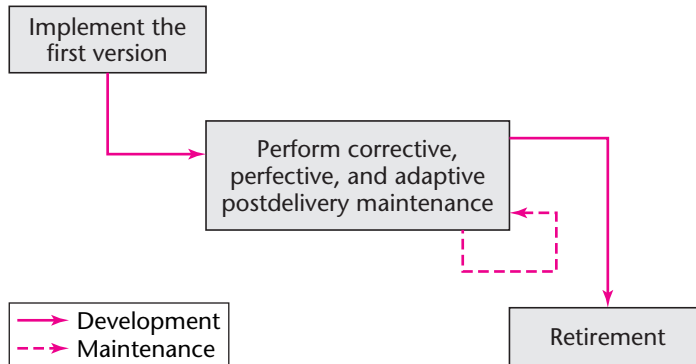 Implement the
first version
Perform corrective,
perfective, and adaptive
postdelivery maintenance
Development
Maintenance
Retirement